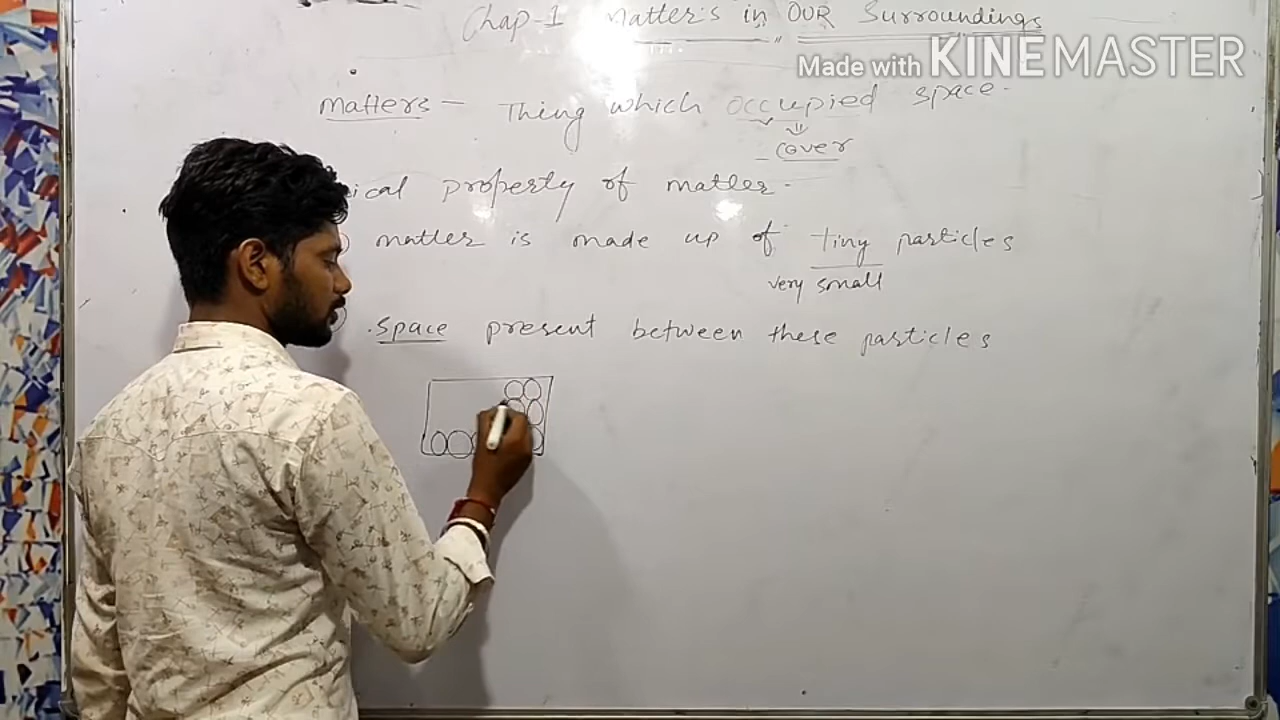 Chap-1 Matter's in OUR Surroundings
Made with KINEMASTER
Matters - Thing which occupied space.
cover
ical property of matter.
matter is made up of tiny particles
very small
Space present between these particles